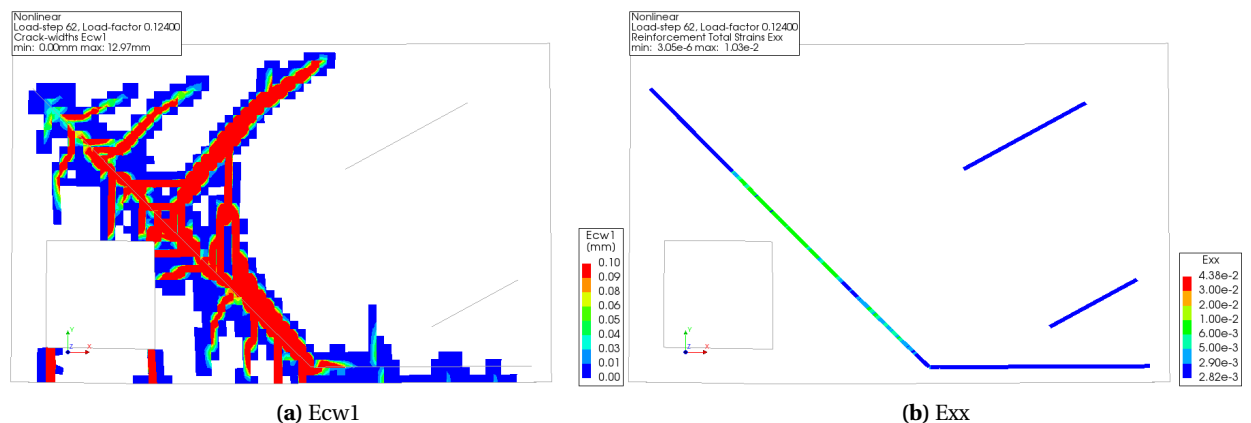 Nonlinear
Load-step 62, Load-factor 0.12400
Crack-widths Ecw1
min: 0.00mm max: 12.97mm
Ecw1
(mm)
0.10
0.09
0.08
0.06
0.05
0.04
0.03
0.01
0.00
Y
Z X
(a) Ecw1
Nonlinear
Load-step 62, Load-factor 0.12400
Reinforcement Total Strains Exx
min: 3.05e-6 max: 1.03e-2
Exx
4.38e-2
3.00e-2
2.00e-2
1.00e-2
6.00e-3
5.00e-3
2.90e-3
2.82e-3
Y
Z X
(b) Exx